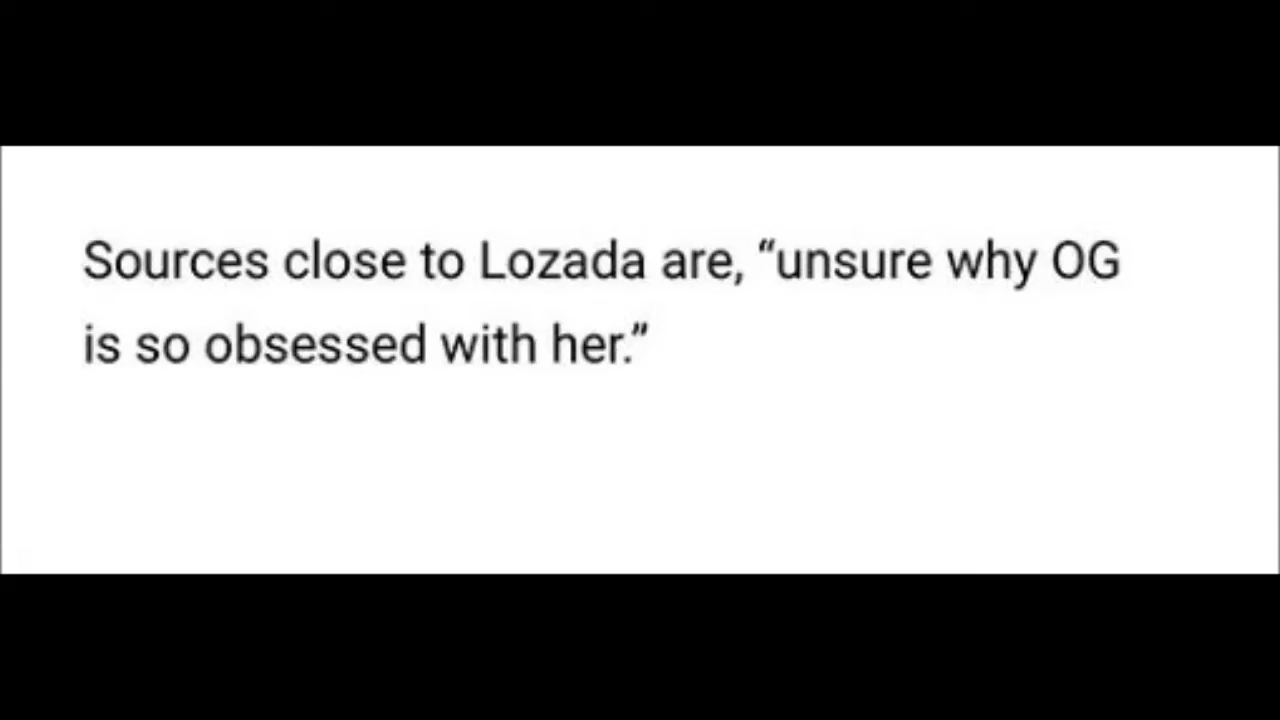 Sources close to Lozada are, “unsure why OG
is so obsessed with her.”